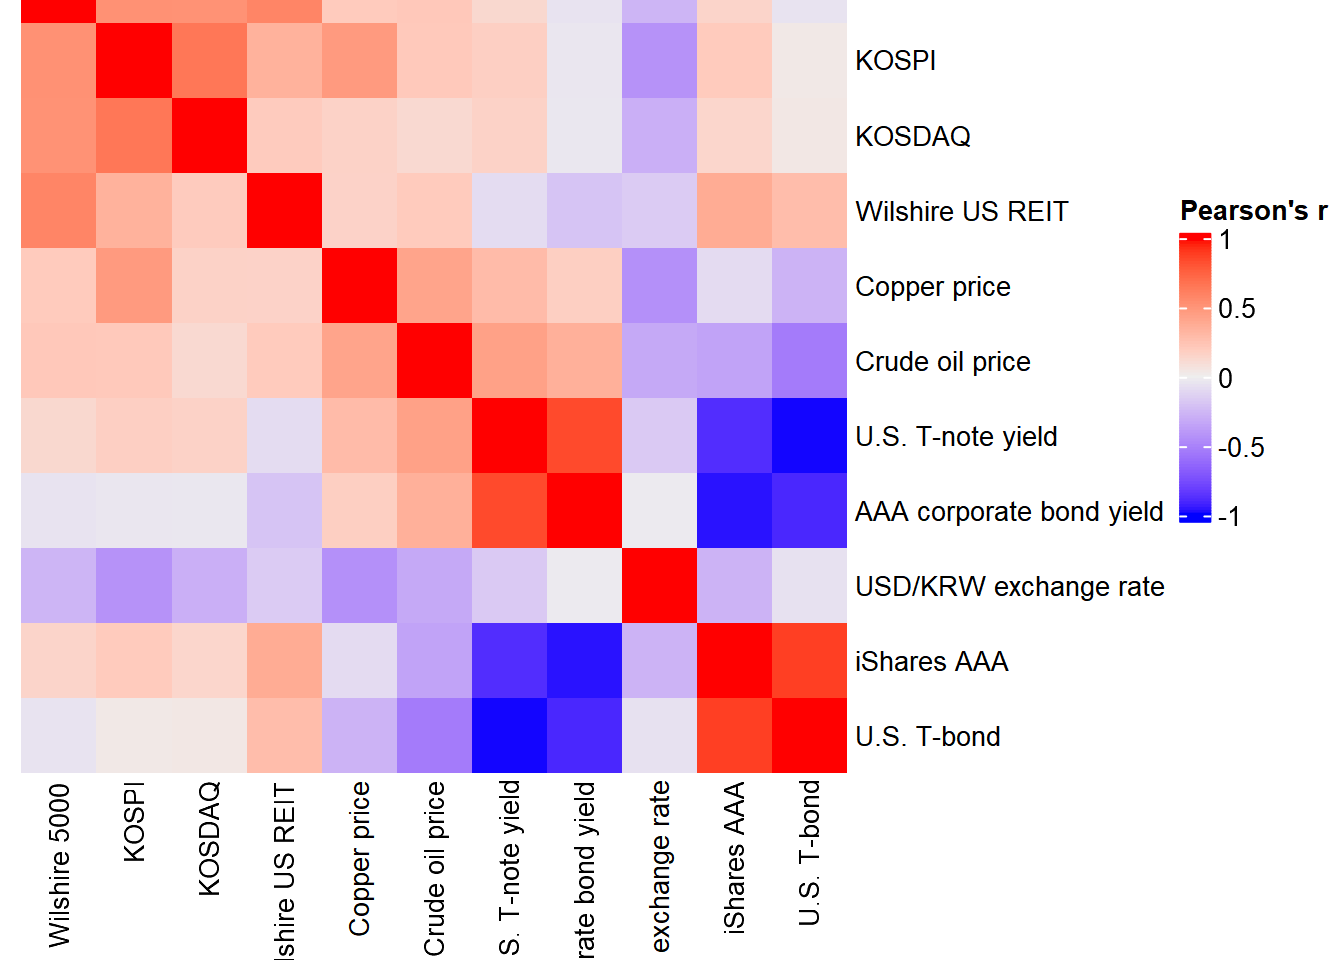 KOSPI
KOSDAQ
Wilshire US REIT
Copper price
Crude oil price
U.S. T-note yield
AAA corporate bond yield
USD/KRW exchange rate
iShares AAA
U.S. T-bond
Pearson's r
1
0.5
0
-0.5
-1
Wilshire 5000
KOSPI
KOSDAQ
lshire US REIT
Copper price
Crude oil price
S. T-note yield
rate bond yield
exchange rate
iShares AAA
U.S. T-bond